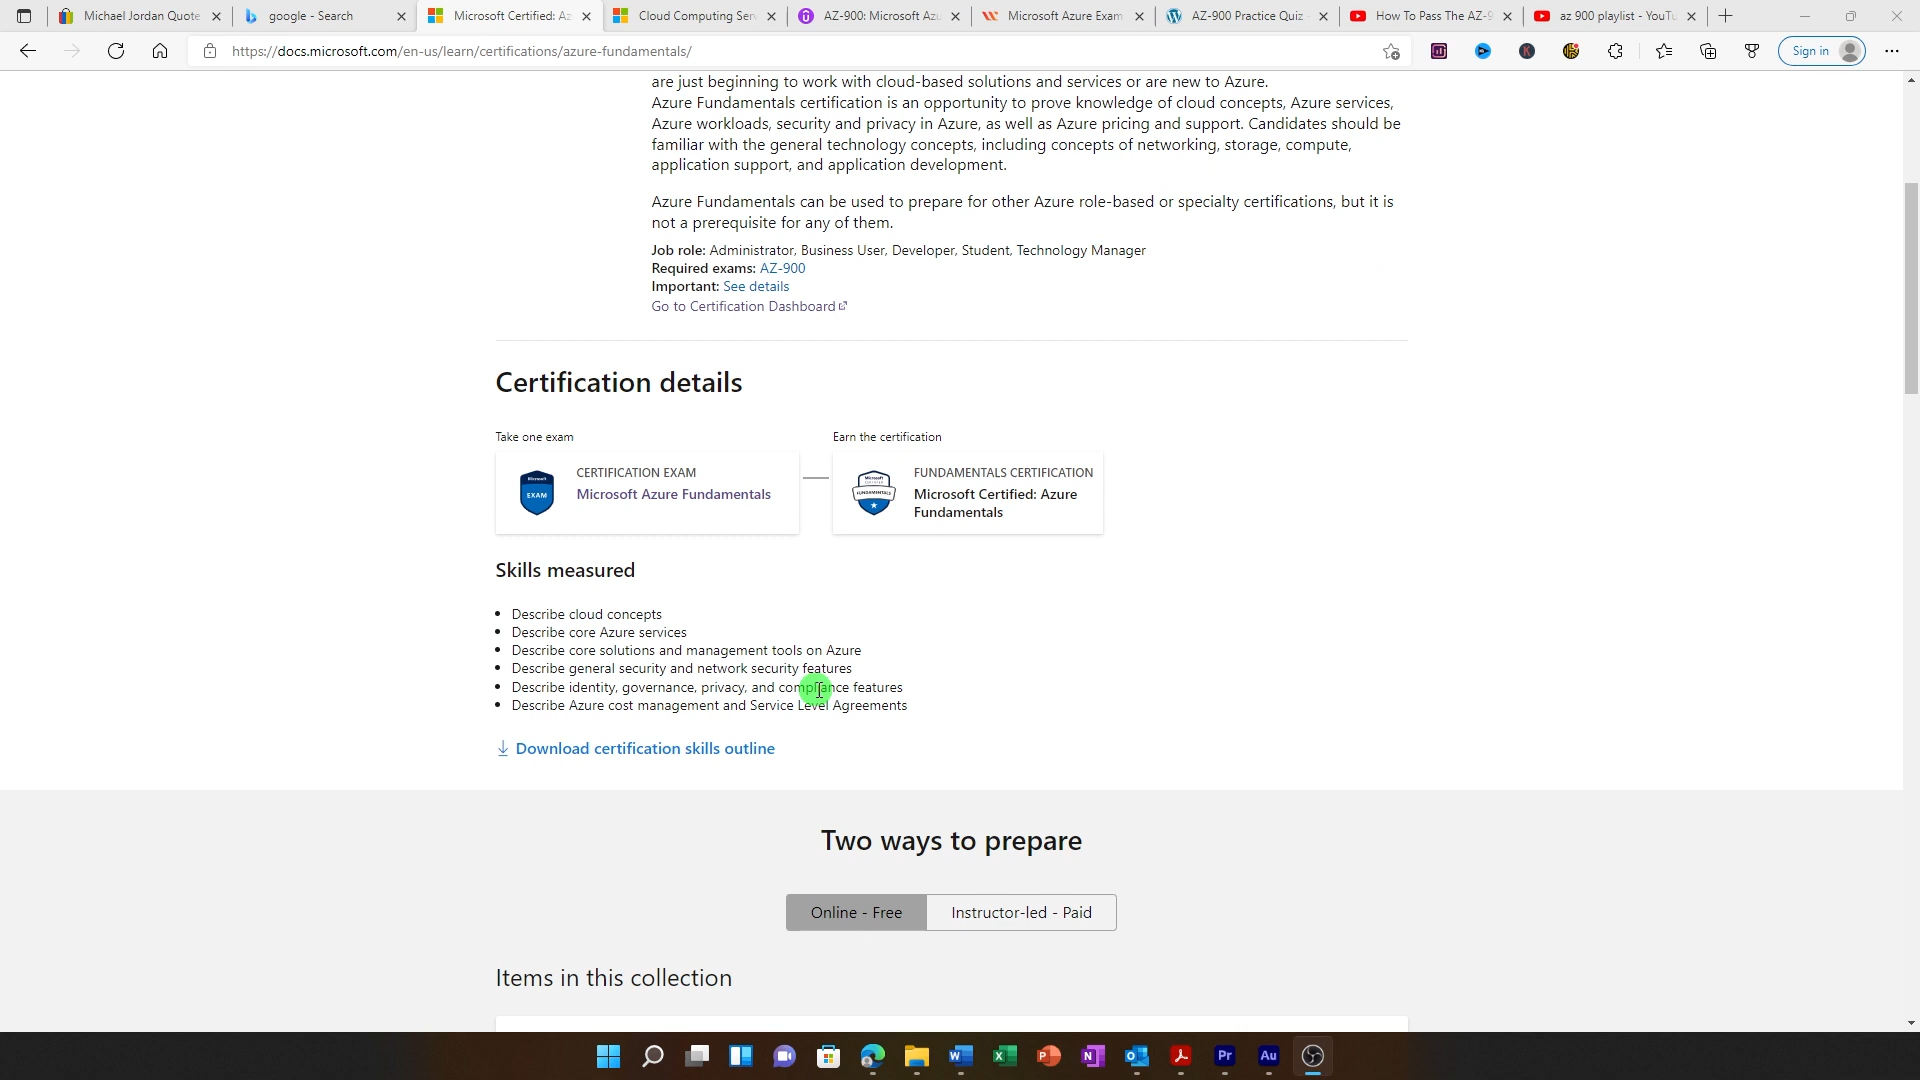 Michael Jordan Quote
google - Search
Microsoft Certified: Az
Cloud Computing Ser
AZ-900: Microsoft Azu
Microsoft Azure Exam
AZ-900 Practice Quiz
How To Pass The AZ-9
az 900 playlist - YouTu
https://docs.microsoft.com/en-us/learn/certifications/azure-fundamentals/
Sign in
are just beginning to work with cloud-based solutions and services or are new to Azure.
Azure Fundamentals certification is an opportunity to prove knowledge of cloud concepts, Azure services,
Azure workloads, security and privacy in Azure, as well as Azure pricing and support. Candidates should be
familiar with the general technology concepts, including concepts of networking, storage, compute,
application support, and application development.
Azure Fundamentals can be used to prepare for other Azure role-based or specialty certifications, but it is
not a prerequisite for any of them.
Job role: Administrator, Business User, Developer, Student, Technology Manager
Required exams: AZ-900
Important: See details
Go to Certification Dashboard
Certification details
Take one exam
Earn the certification
Microsoft
EXAM
CERTIFICATION EXAM
Microsoft Azure Fundamentals
Microsoft
CERTIFIED
FUNDAMENTALS
FUNDAMENTALS CERTIFICATION
Microsoft Certified: Azure
Fundamentals
Skills measured
• Describe cloud concepts
• Describe core Azure services
• Describe core solutions and management tools on Azure
• Describe general security and network security features
• Describe identity, governance, privacy, and compliance features
• Describe Azure cost management and Service Level Agreements
Download certification skills outline
Two ways to prepare
Online - Free
Instructor-led - Paid
Items in this collection
Pr
Au